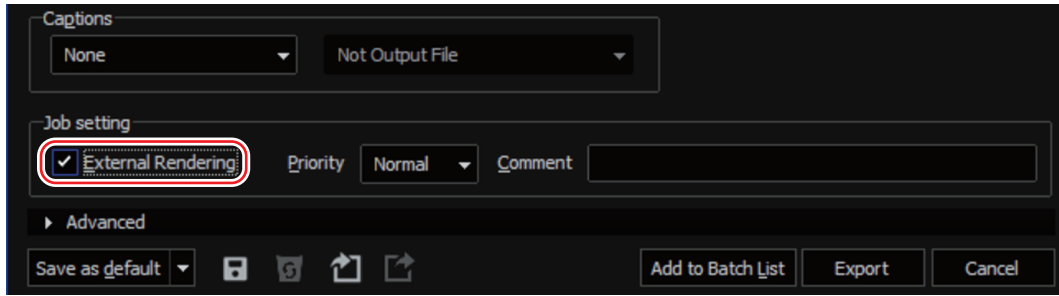 Captions
None Not Output File
Job setting
External Rendering Priority Normal Comment
Advanced
Save as default Add to Batch List Export Cancel